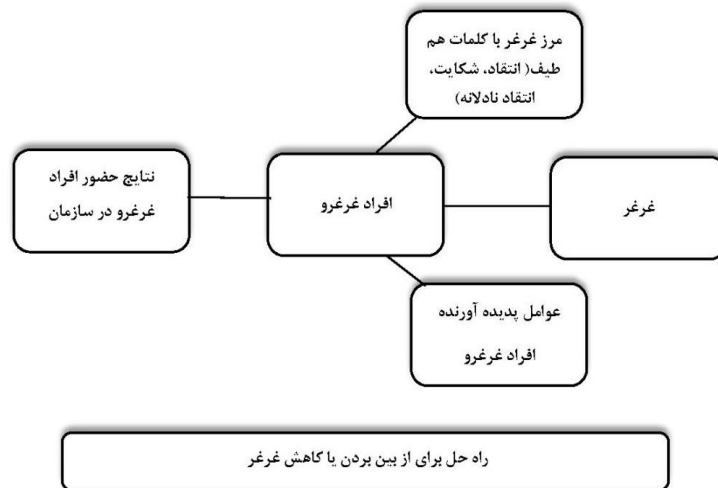 مرز غرغر با کلمات هم
طیف( انتقاد، شکایت،
انتقاد نادلانه)
غرغر
افراد غرغرو
نتایج حضور افراد
غرغرو در سازمان
عوامل پدیده آورنده
افراد غرغرو
راه حل برای از بین بردن یا کاهش غرغر